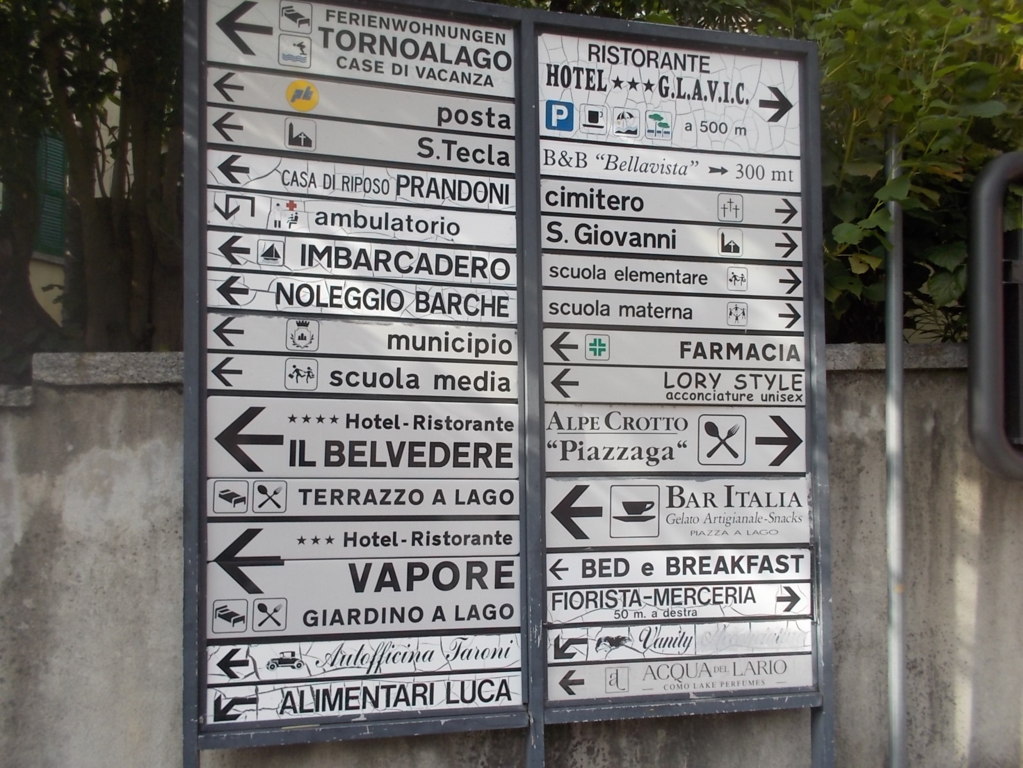 FERIENWOHNUNGEN
TORNOALAGO
CASE DI VACANZA
posta
S.Tecla
CASA DI RIPOSO PRANDONI
ambulatorio
IMBARCADERO
NOLEGGIO BARCHE
municipio
scuola media
★★★★ Hotel-Ristorante
IL BELVEDERE
TERRAZZO A LAGO
★★★ Hotel-Ristorante
VAPORE
GIARDINO A LAGO
Autofficina Taroni
ALIMENTARI LUCA
RISTORANTE
HOTEL ★★★ G.L.A.V.I.C.
P a 500 m
B&B "Bellavista" 300 mt
cimitero
S. Giovanni
scuola elementare
scuola materna
FARMACIA
LORY STYLE
acconciature unisex
ALPE CROTTO
"Piazzaga"
BAR ITALIA
Gelato Artigianale-Snacks
PIAZZA A LAGO
BED e BREAKFAST
FIORISTA-MERCERIA
50 m. a destra
Vanity
a ACQUA DEL LARIO
COMO LAKE PERFUMES